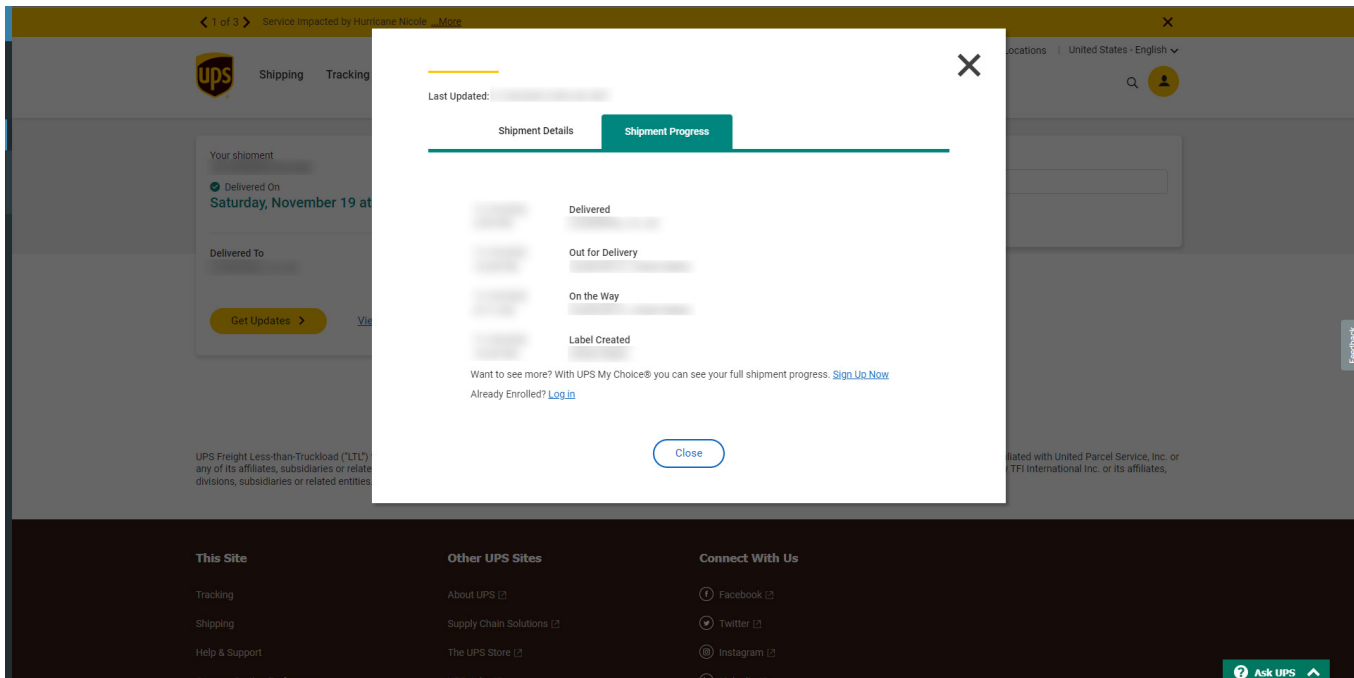 1 of 3 Service Impacted by Hurricane Nicole ...More
ocations | United States - English
ups
Shipping Tracking
Last Updated:
Shipment Details Shipment Progress
Your shipment
Delivered On
Saturday, November 19 at
Delivered To
Get Updates
Vie
Delivered
Out for Delivery
On the Way
Label Created
Want to see more? With UPS My Choice® you can see your full shipment progress. Sign Up Now
Already Enrolled? Log in
Close
Feedback
UPS Freight Less-than-Truckload ("LTL")
any of its affiliates, subsidiaries or relate
divisions, subsidiaries or related entities
iliated with United Parcel Service, Inc. or
TFI International Inc. or its affiliates,
This Site Other UPS Sites Connect With Us
Tracking About UPS Facebook
Shipping Supply Chain Solutions Twitter
Help & Support The UPS Store Instagram
Ask UPS